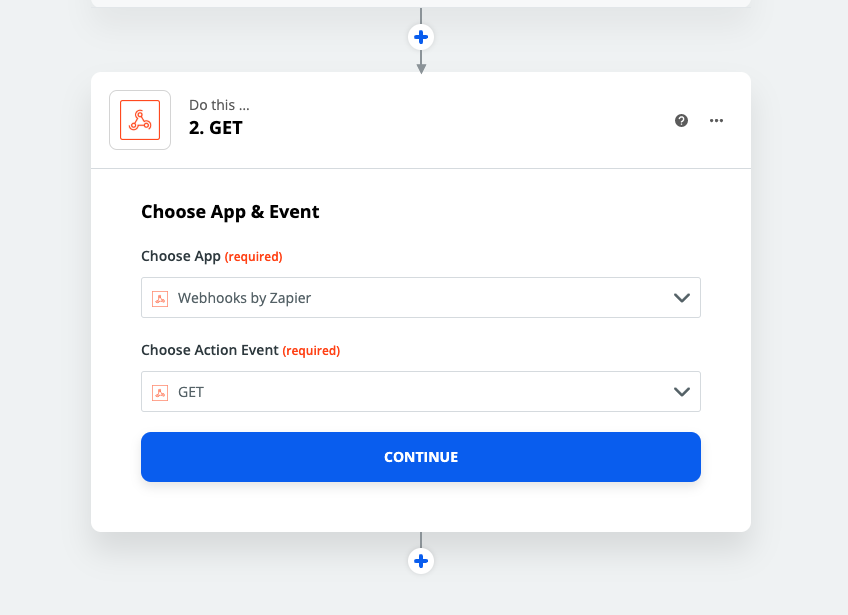 Do this ...
2. GET
Choose App & Event
Choose App (required)
Webhooks by Zapier
Choose Action Event (required)
GET
CONTINUE